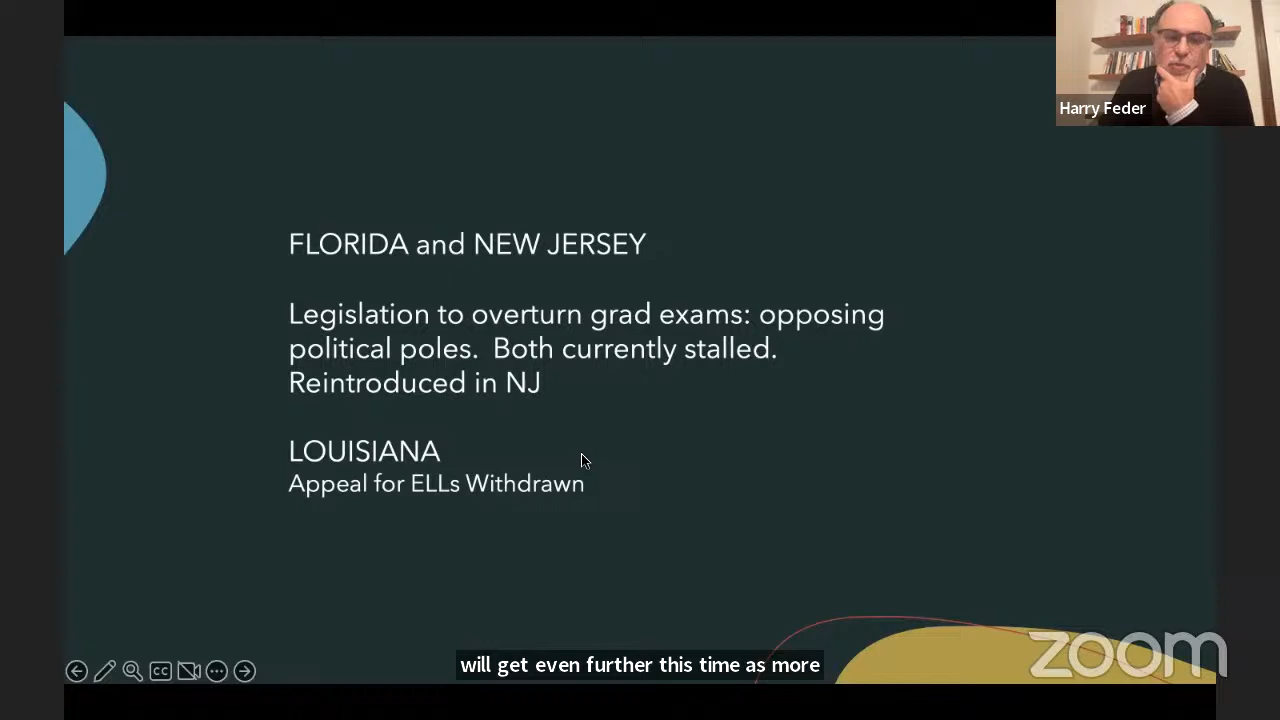 Harry Feder
FLORIDA and NEW JERSEY
Legislation to overturn grad exams: opposing
political poles.  Both currently stalled.
Reintroduced in NJ
LOUISIANA
Appeal for ELLs Withdrawn
CC
will get even further this time as more
zoom